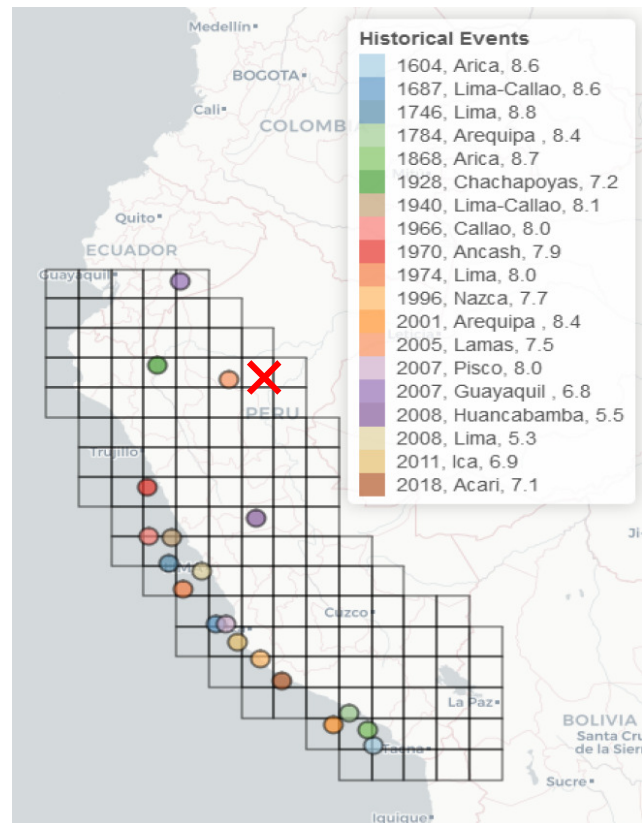 Medellín
BOGOTA
Cali
COLOMBIA
Quito
ECUADOR
Guayaquil
PERU
Trujillo
Cuzco
La Paz
BOLIVIA
Santa Cru
de la Sierr
Tacna
Sucre
Iquique
Historical Events
1604, Arica, 8.6
1687, Lima-Callao, 8.6
1746, Lima, 8.8
1784, Arequipa , 8.4
1868, Arica, 8.7
1928, Chachapoyas, 7.2
1940, Lima-Callao, 8.1
1966, Callao, 8.0
1970, Ancash, 7.9
1974, Lima, 8.0
1996, Nazca, 7.7
2001, Arequipa , 8.4
2005, Lamas, 7.5
2007, Pisco, 8.0
2007, Guayaquil , 6.8
2008, Huancabamba, 5.5
2008, Lima, 5.3
2011, Ica, 6.9
2018, Acari, 7.1